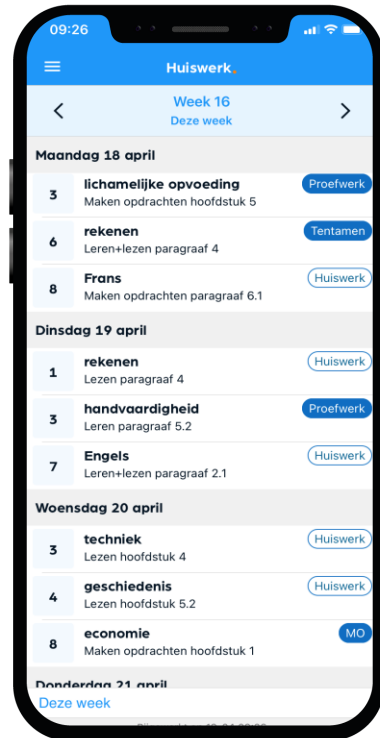 09:26
Huiswerk.
Week 16
Deze week
Maandag 18 april
3 lichamelijke opvoeding Proefwerk
Maken opdrachten hoofdstuk 5
6 rekenen Tentamen
Leren+lezen paragraaf 4
8 Frans Huiswerk
Maken opdrachten paragraaf 6.1
Dinsdag 19 april
1 rekenen Huiswerk
Lezen paragraaf 4
3 handvaardigheid Proefwerk
Leren paragraaf 5.2
7 Engels Huiswerk
Leren+lezen paragraaf 2.1
Woensdag 20 april
3 techniek Huiswerk
Lezen hoofdstuk 4
4 geschiedenis Huiswerk
Lezen hoofdstuk 5.2
8 economie MO
Maken opdrachten hoofdstuk 1
Donderdag 21 april
Deze week